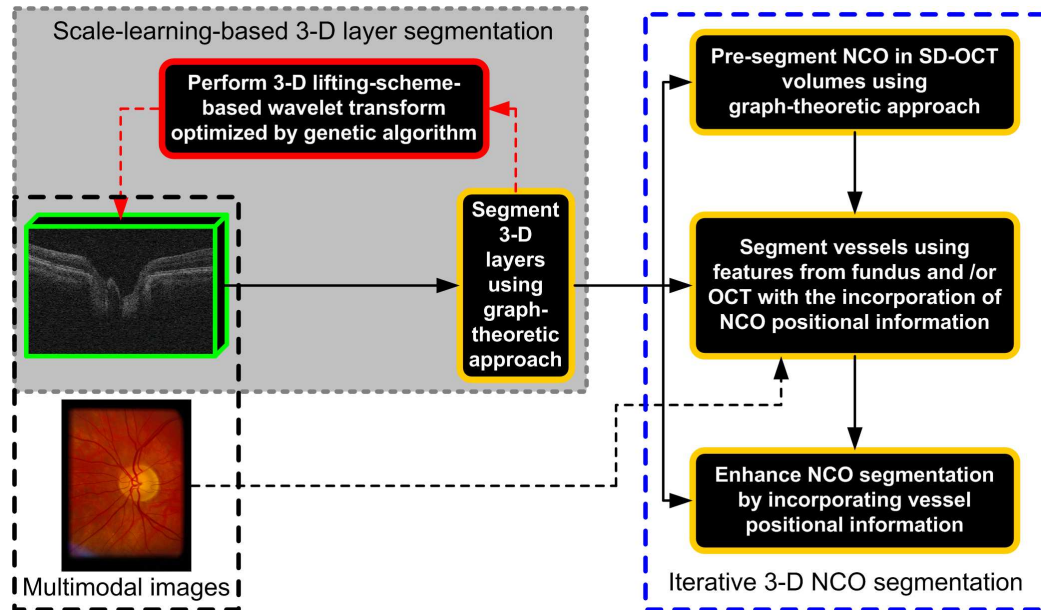 Scale-learning-based 3-D layer segmentation
Perform 3-D lifting-scheme-
based wavelet transform
optimized by genetic algorithm
Segment
3-D
layers
using
graph-
theoretic
approach
Multimodal images
Pre-segment NCO in SD-OCT
volumes using
graph-theoretic approach
Segment vessels using
features from fundus and /or
OCT with the incorporation of
NCO positional information
Enhance NCO segmentation
by incorporating vessel
positional information
Iterative 3-D NCO segmentation